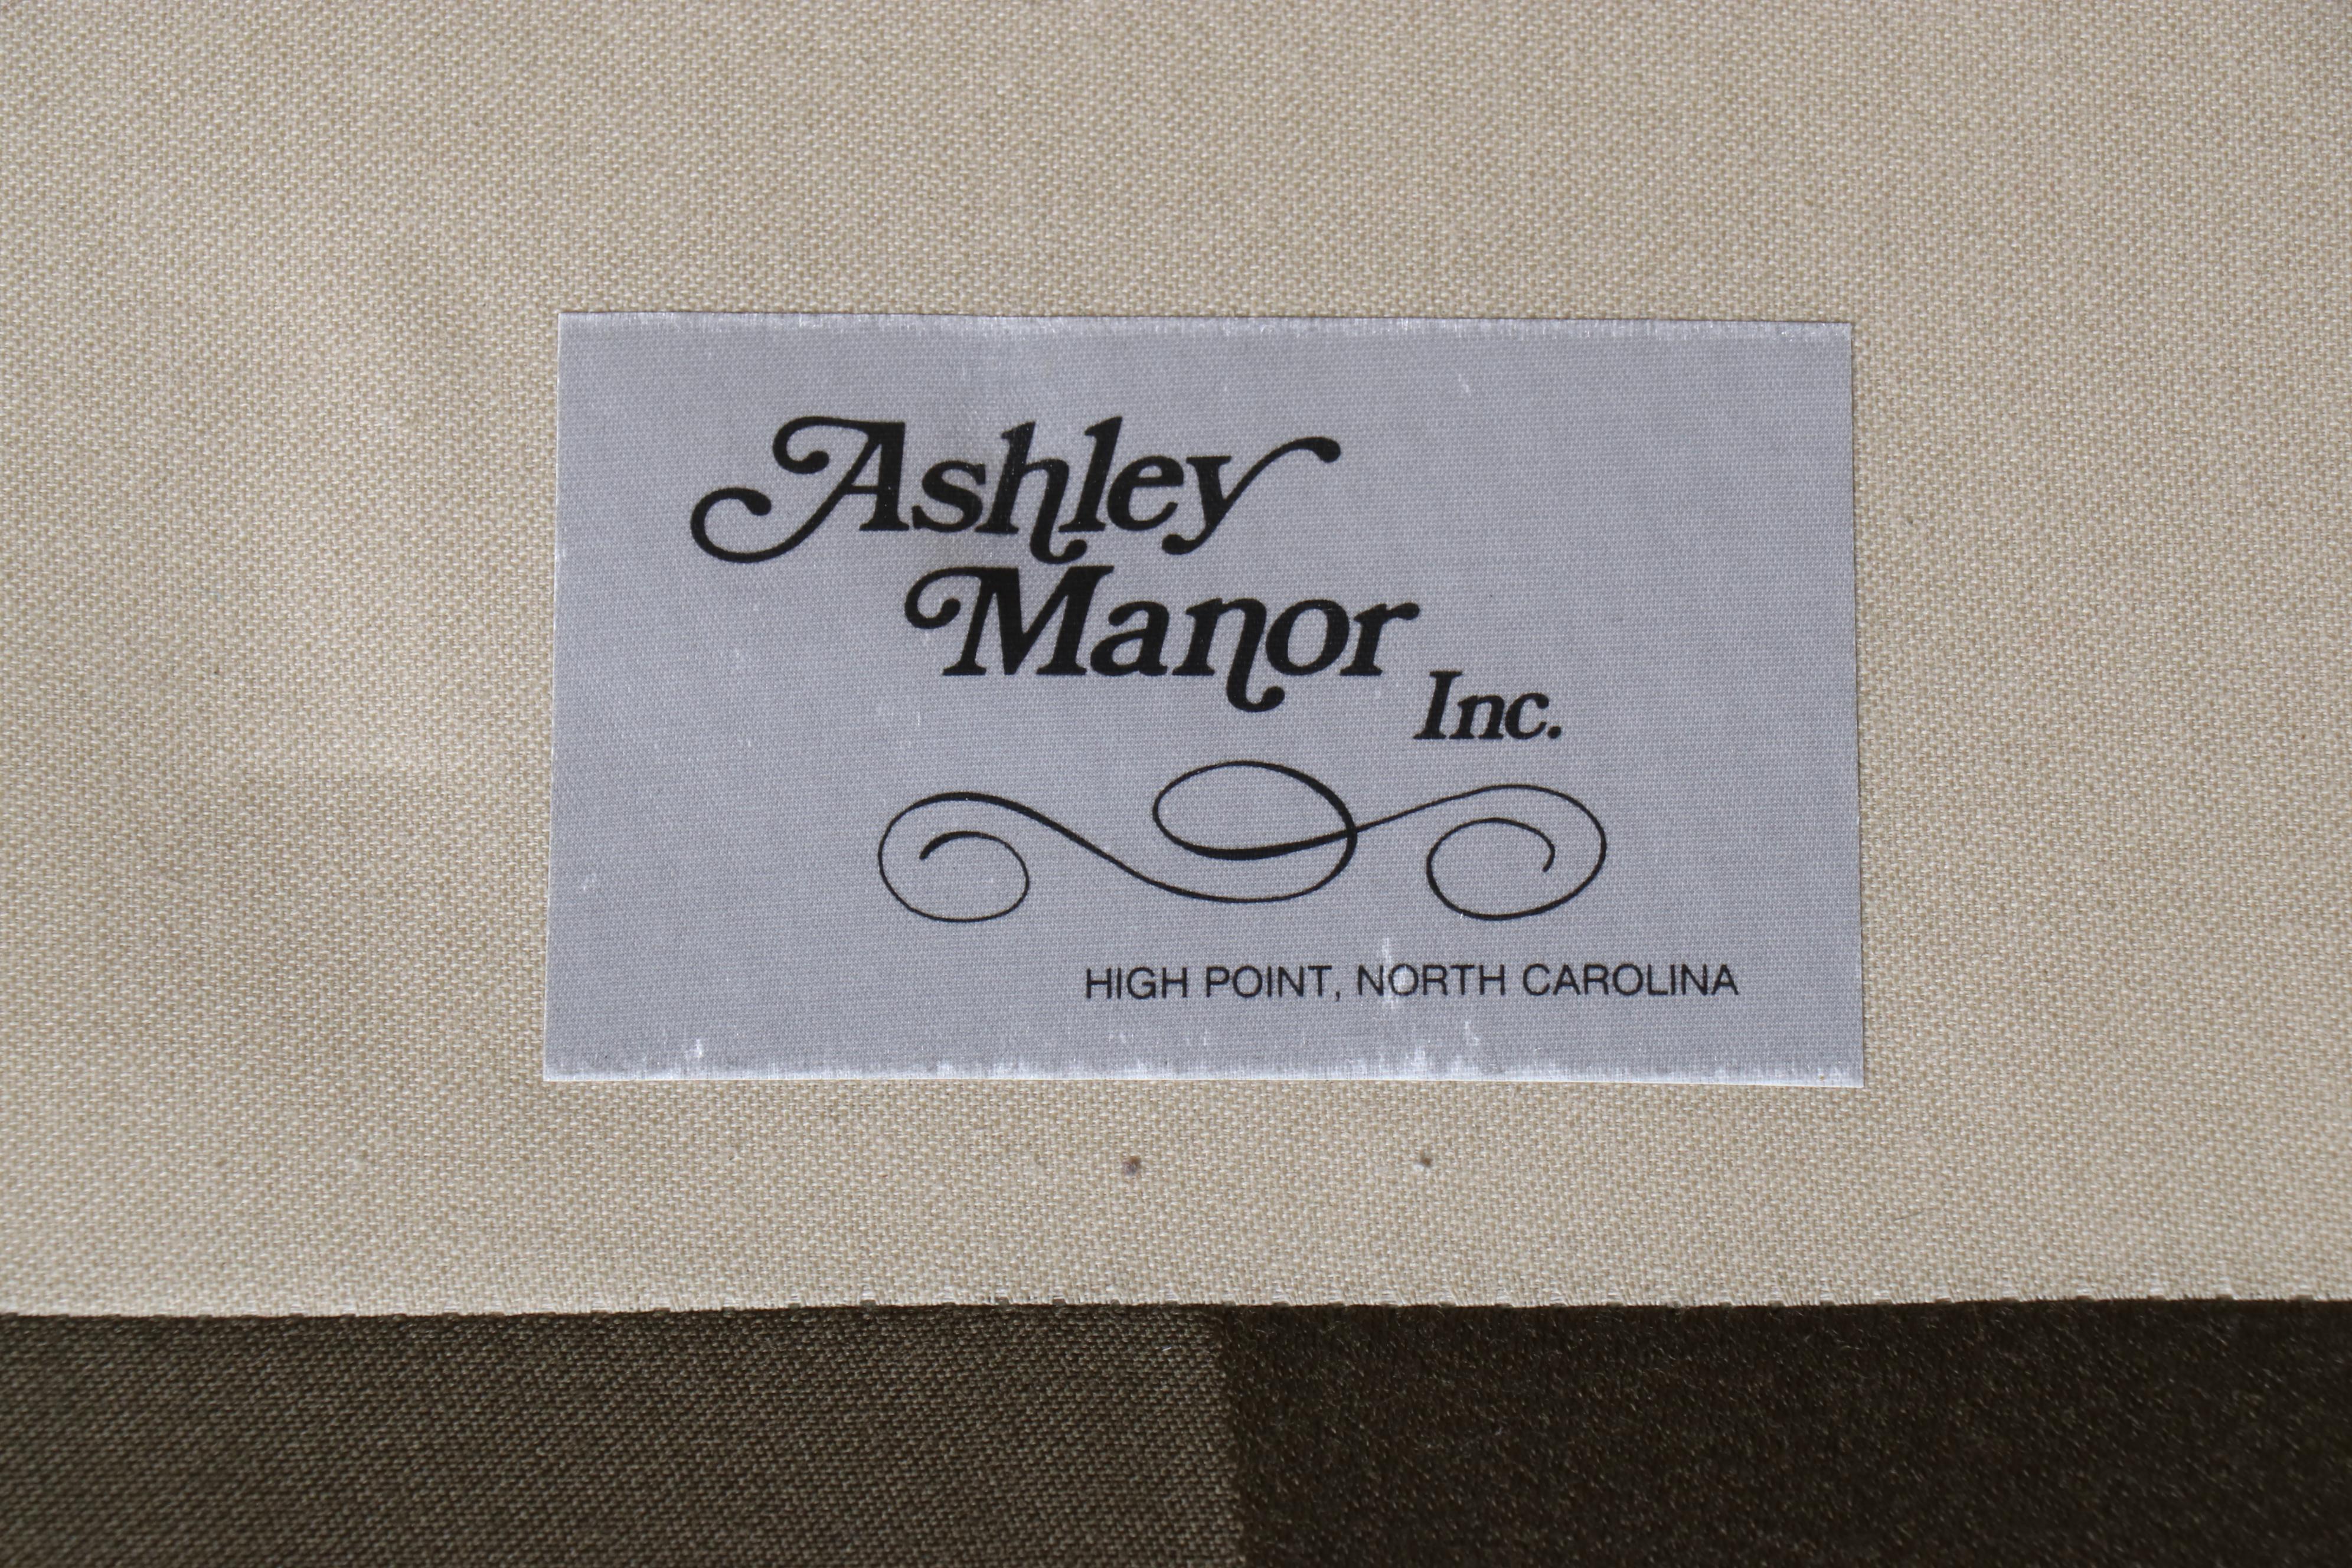 Ashley
Manor
Inc.
HIGH POINT, NORTH CAROLINA